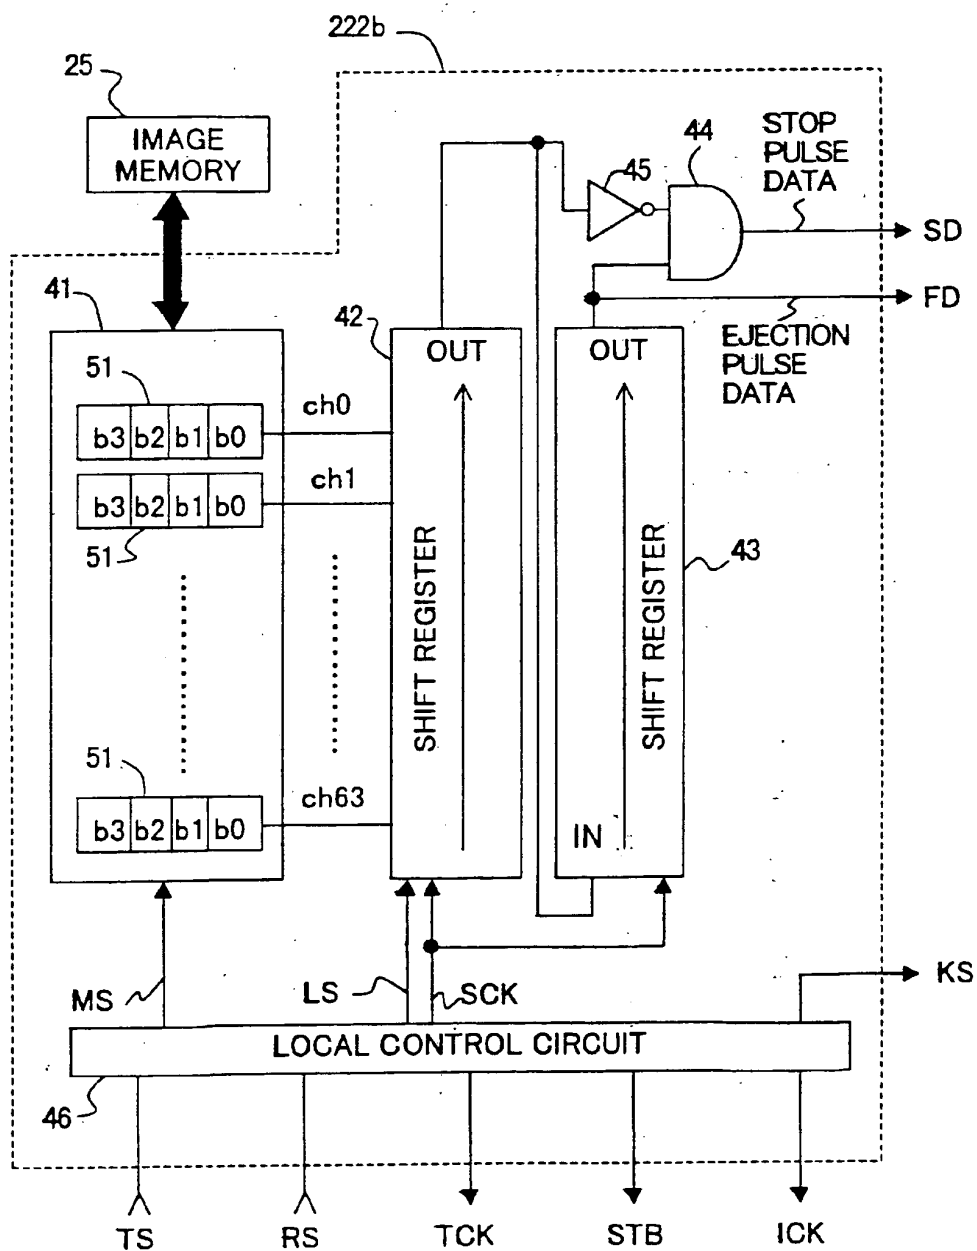 222b
25
IMAGE
MEMORY
44
STOP
PULSE
DATA
45
SD
41
42
FD
EJECTION
PULSE
DATA
OUT
OUT
51
b3 b2 b1 b0
ch0
b3 b2 b1 b0
ch1
51
SHIFT REGISTER
SHIFT REGISTER
43
51
b3 b2 b1 b0
ch63
IN
MS
LS
SCK
KS
LOCAL CONTROL CIRCUIT
46
TS
RS
TCK
STB
ICK